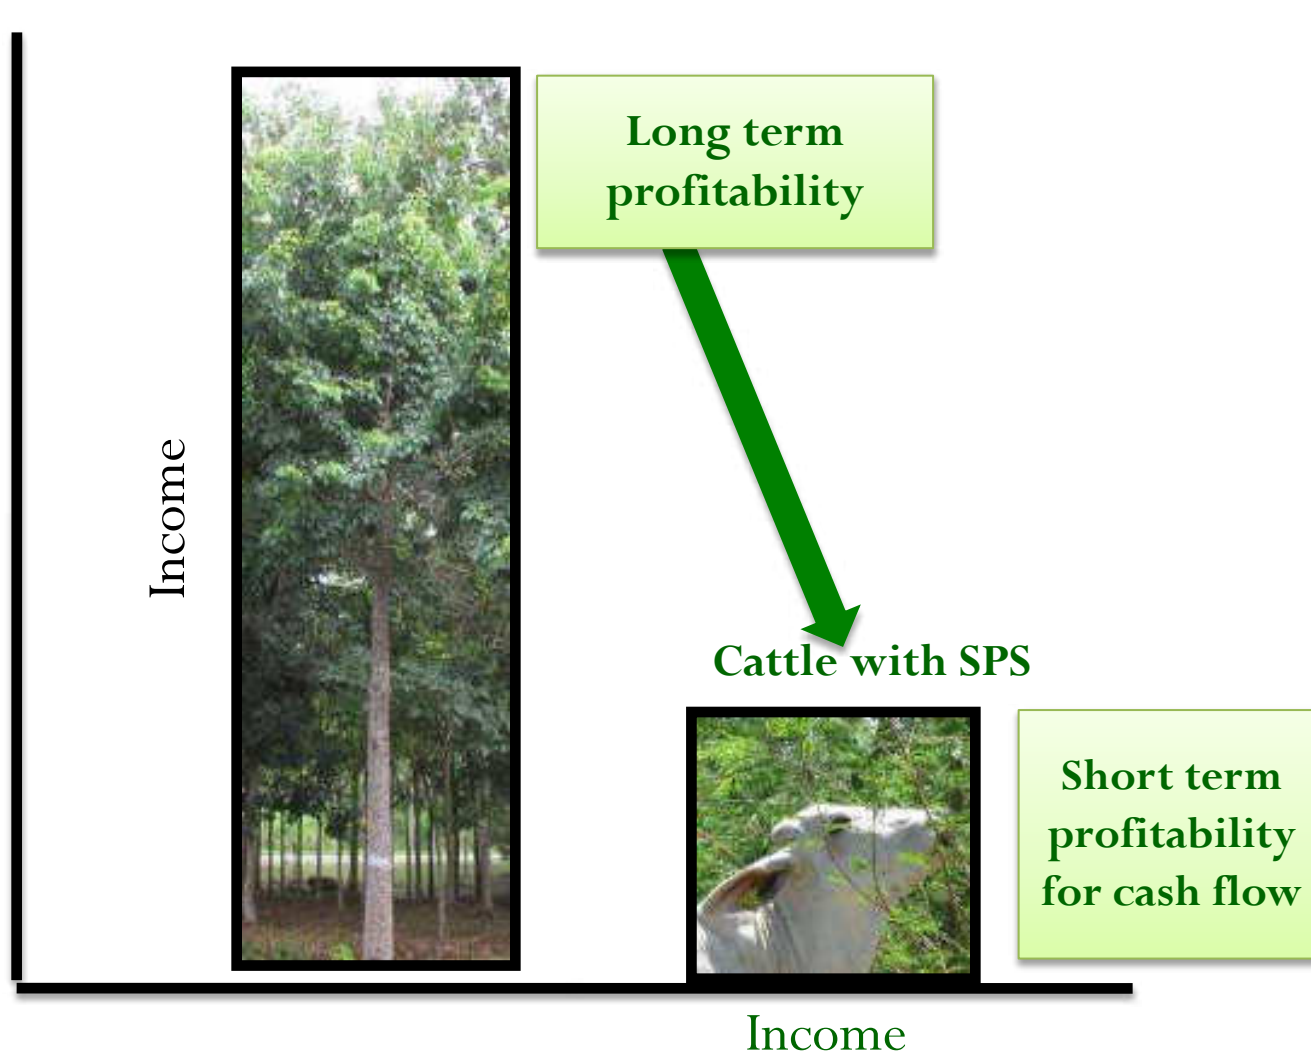 Long term
profitability
Income
Cattle with SPS
Short term
profitability
for cash flow
Income